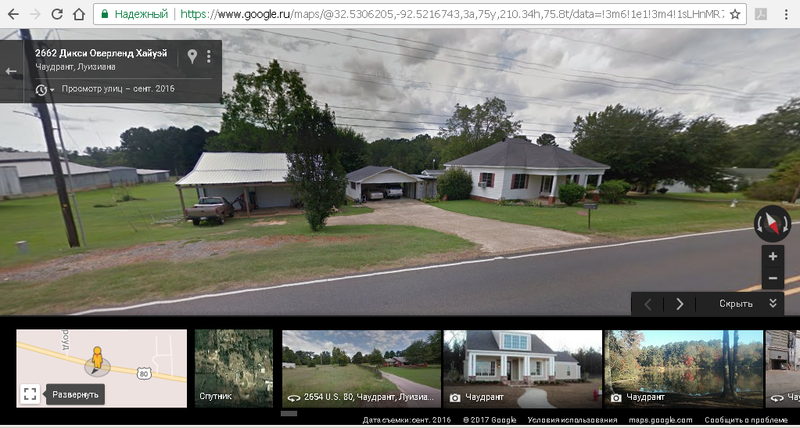 Надежный
https://www.google.ru/maps/@32.5306205,-92.5216743,3a,75y,210.34h,75.8t/data=!3m6!1e1!3m4!1sLHnMR
2662 Дикси Оверленд Хайуэй
Чаудрант, Луизиана
Просмотр улиц – сент. 2016
Скрыть
роуд
80
Развернуть
Спутник
2654 U.S. 80, Чаудрант, Луизиа...
Чаудрант
Чаудрант
Ча
Дата съемки: сент. 2016 © 2017 Google Условия использования maps.google.com Сообщить о проблеме